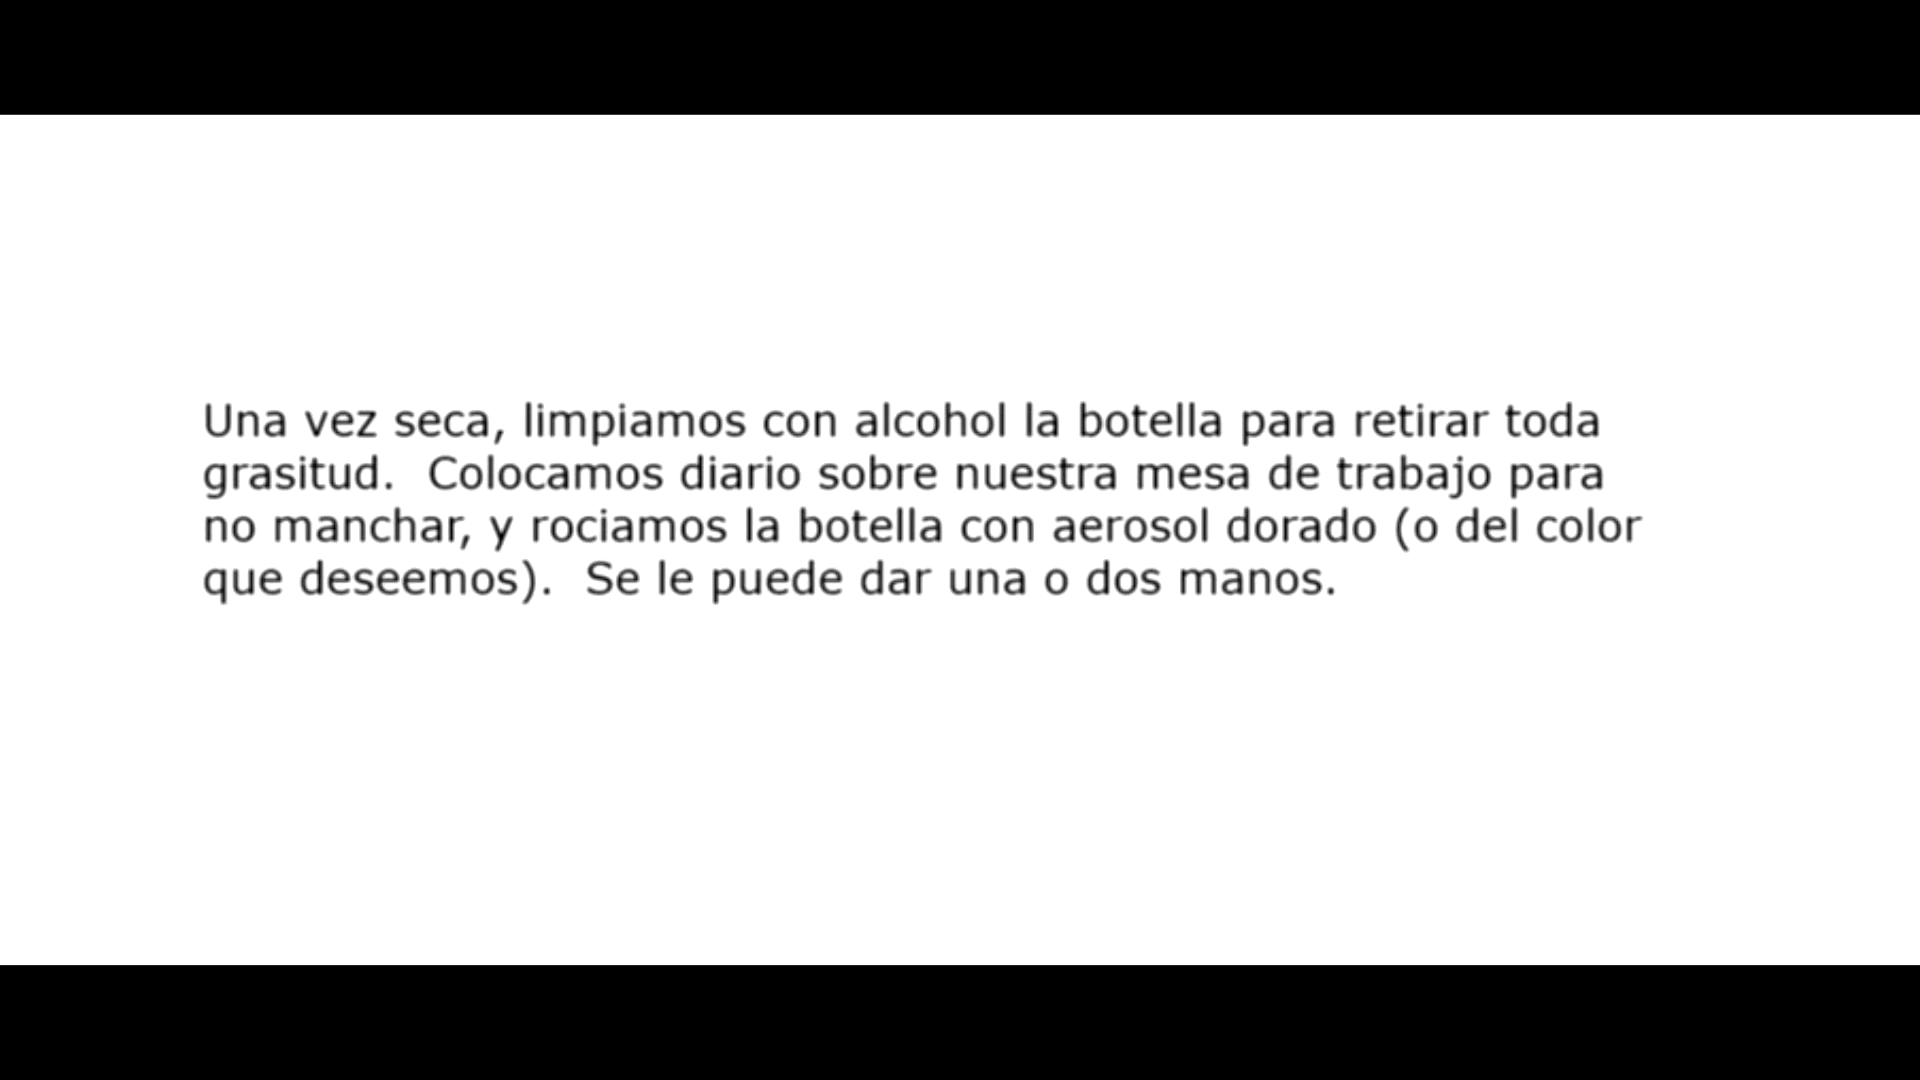 Una vez seca, limpiamos con alcohol la botella para retirar toda
grasitud.  Colocamos diario sobre nuestra mesa de trabajo para
no manchar, y rociamos la botella con aerosol dorado (o del color
que deseemos).  Se le puede dar una o dos manos.